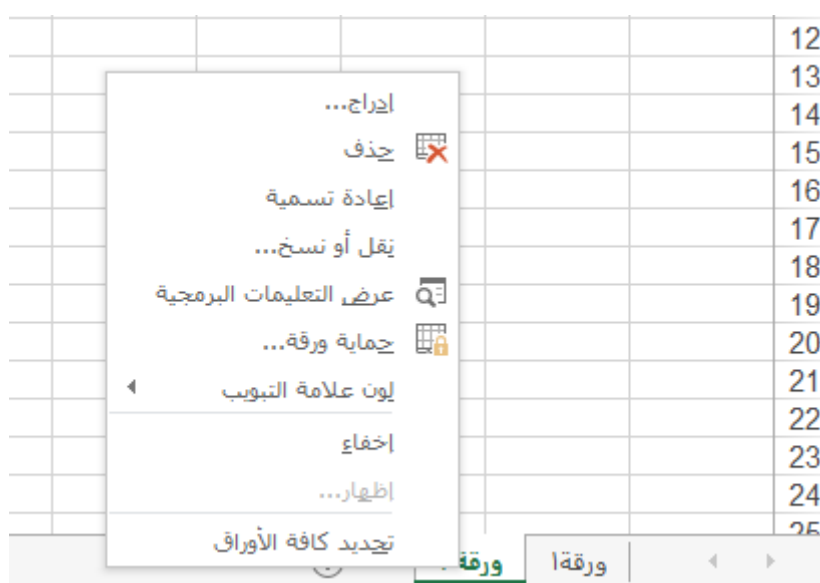 12
13
14
15
16
17
18
19
20
21
22
23
24
إدراج...
حذف
إعادة تسمية
نقل أو نسخ...
عرض التعليمات البرمجية
حماية ورقة...
لون علامة التبويب
إخفاء
إظهار...
تحديد كافة الأوراق
ورقة١
ورقة